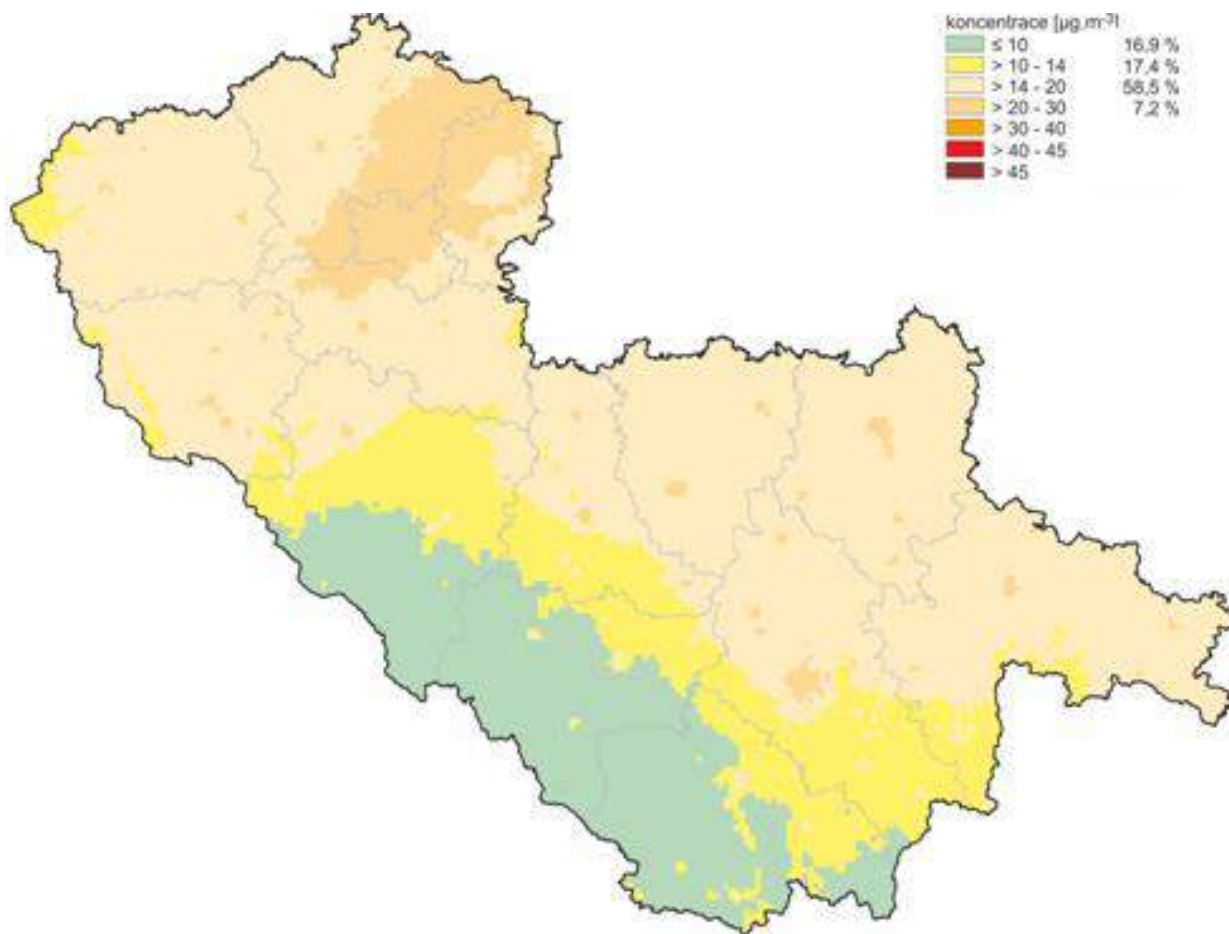 koncentrace [µg.m⁻³]
≤ 10 16,9 %
> 10 - 14 17,4 %
> 14 - 20 58,5 %
> 20 - 30 7,2 %
> 30 - 40
> 40 - 45
> 45